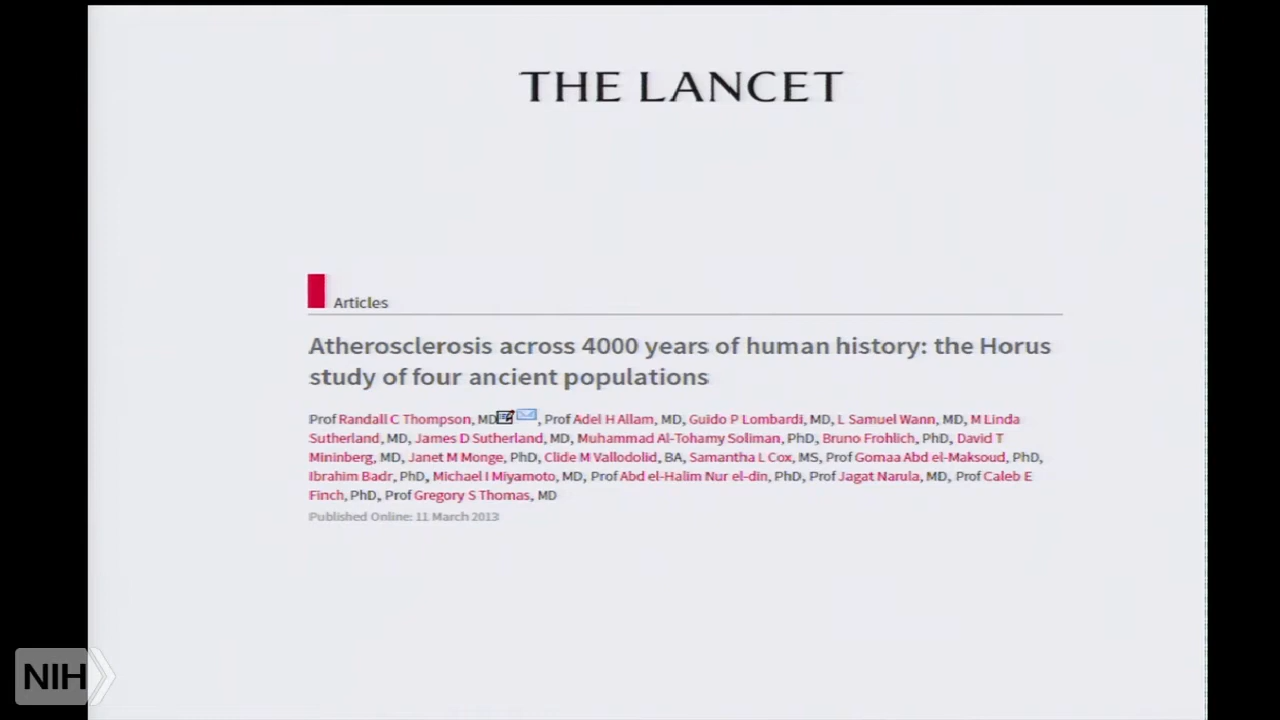 THE LANCET
Articles
Atherosclerosis across 4000 years of human history: the Horus
study of four ancient populations
Prof Randall C Thompson, MD, Prof Adel H Allam, MD, Guido P Lombardi, MD, L Samuel Wann, MD, M Linda
Sutherland, MD, James D Sutherland, MD, Muhammad Al-Tohamy Soliman, PhD, Bruno Frohlich, PhD, David T
Mininberg, MD, Janet M Monge, PhD, Clide M Vallodolid, BA, Samantha L Cox, MS, Prof Gomaa Abd el-Maksoud, PhD,
Ibrahim Badr, PhD, Michael I Miyamoto, MD, Prof Abd el-Halim Nur el-din, PhD, Prof Jagat Narula, MD, Prof Caleb E
Finch, PhD, Prof Gregory S Thomas, MD
Published Online: 11 March 2013
NIH